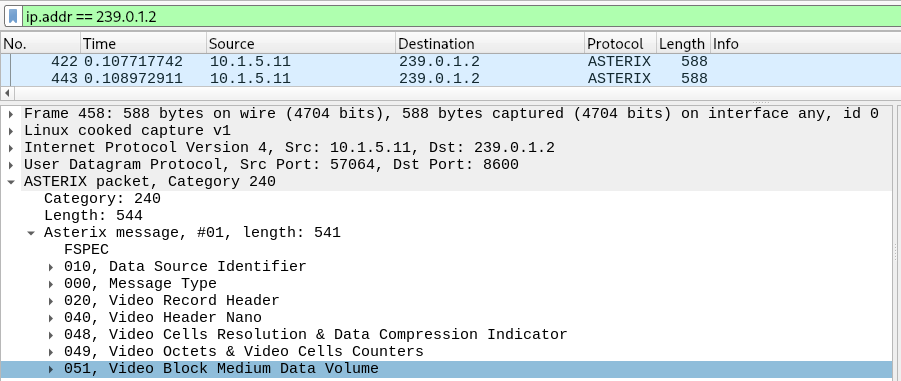 ip.addr == 239.0.1.2
No. Time Source Destination Protocol Length Info
422 0.107717742 10.1.5.11 239.0.1.2 ASTERIX 588
443 0.108972911 10.1.5.11 239.0.1.2 ASTERIX 588
Frame 458: 588 bytes on wire (4704 bits), 588 bytes captured (4704 bits) on interface any, id 0
Linux cooked capture v1
Internet Protocol Version 4, Src: 10.1.5.11, Dst: 239.0.1.2
User Datagram Protocol, Src Port: 57064, Dst Port: 8600
ASTERIX packet, Category 240
Category: 240
Length: 544
Asterix message, #01, length: 541
FSPEC
010, Data Source Identifier
000, Message Type
020, Video Record Header
040, Video Header Nano
048, Video Cells Resolution & Data Compression Indicator
049, Video Octets & Video Cells Counters
051, Video Block Medium Data Volume